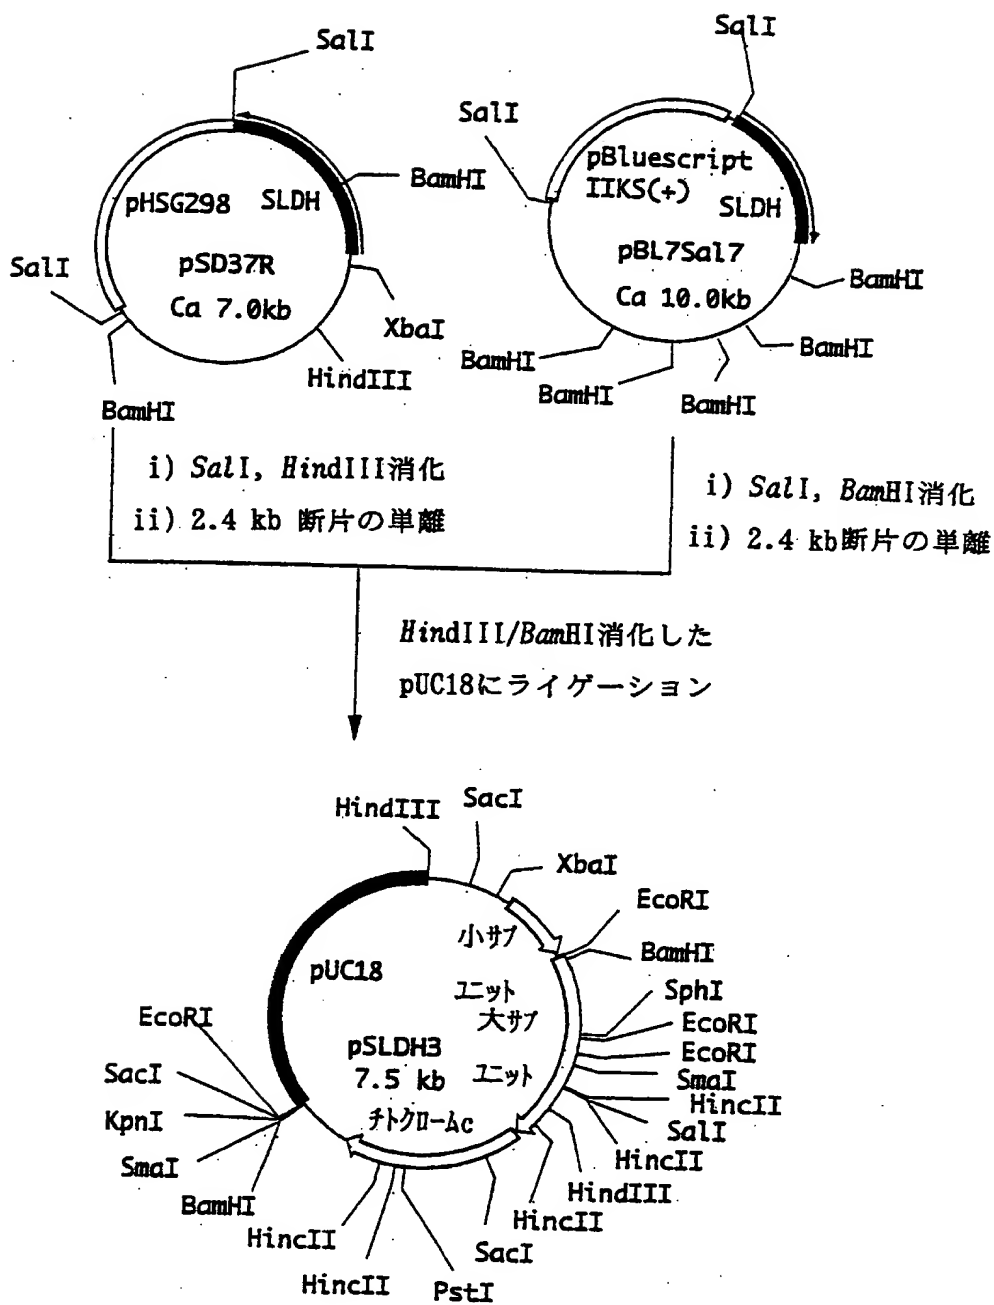 SalI
SalI
SalI
BamHI
pHSG298
SLDH
pSD37R
Ca 7.0kb
SalI
XbaI
HindIII
BamHI
pBluescript
IIKS(+)
SLDH
pBL7Sal7
Ca 10.0kb
BamHI
BamHI
BamHI
BamHI
BamHI
i) SalI, HindIII消化
ii) 2.4 kb 断片の単離
i) SalI, BamHI消化
ii) 2.4 kb断片の単離
HindIII/BamHI消化した
pUC18にライゲーション
HindIII
SacI
XbaI
EcoRI
BamHI
小サブ
ユニット
大サブ
ユニット
チトクロームc
pUC18
pSLDH3
7.5 kb
SphI
EcoRI
EcoRI
SmaI
HincII
SalI
HincII
HindIII
HincII
SacI
PstI
HincII
HincII
BamHI
SmaI
KpnI
SacI
EcoRI